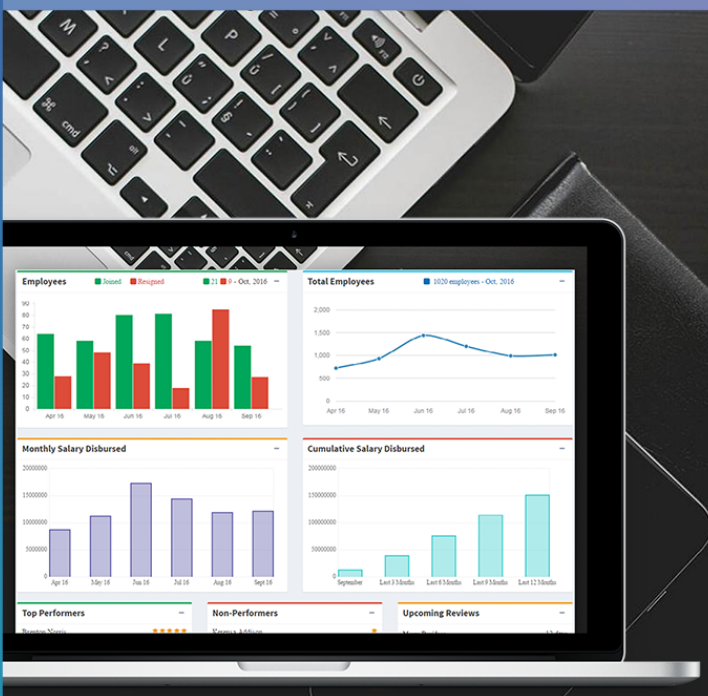 M
?
L
P
cmd
alt
cmd
F12
Employees Joined Resigned 21 0 - Oct. 2016
90
80
70
60
50
40
30
20
10
0
Apr 16 May 16 Jun 16 Jul 16 Aug 16 Sep 16
Total Employees 1020 employees - Oct. 2016
2,000
1,500
1,000
500
0
Apr 16 May 16 Jun 16 Jul 16 Aug 16 Sep 16
Monthly Salary Disbursed
20000000
15000000
10000000
5000000
0
Apr 16 May 16 Jun 16 Jul 16 Aug 16 Sept 16
Cumulative Salary Disbursed
200000000
150000000
100000000
50000000
0
September Last 3 Months Last 6 Months Last 9 Months Last 12 Months
Top Performers
Non-Performers
Upcoming Reviews